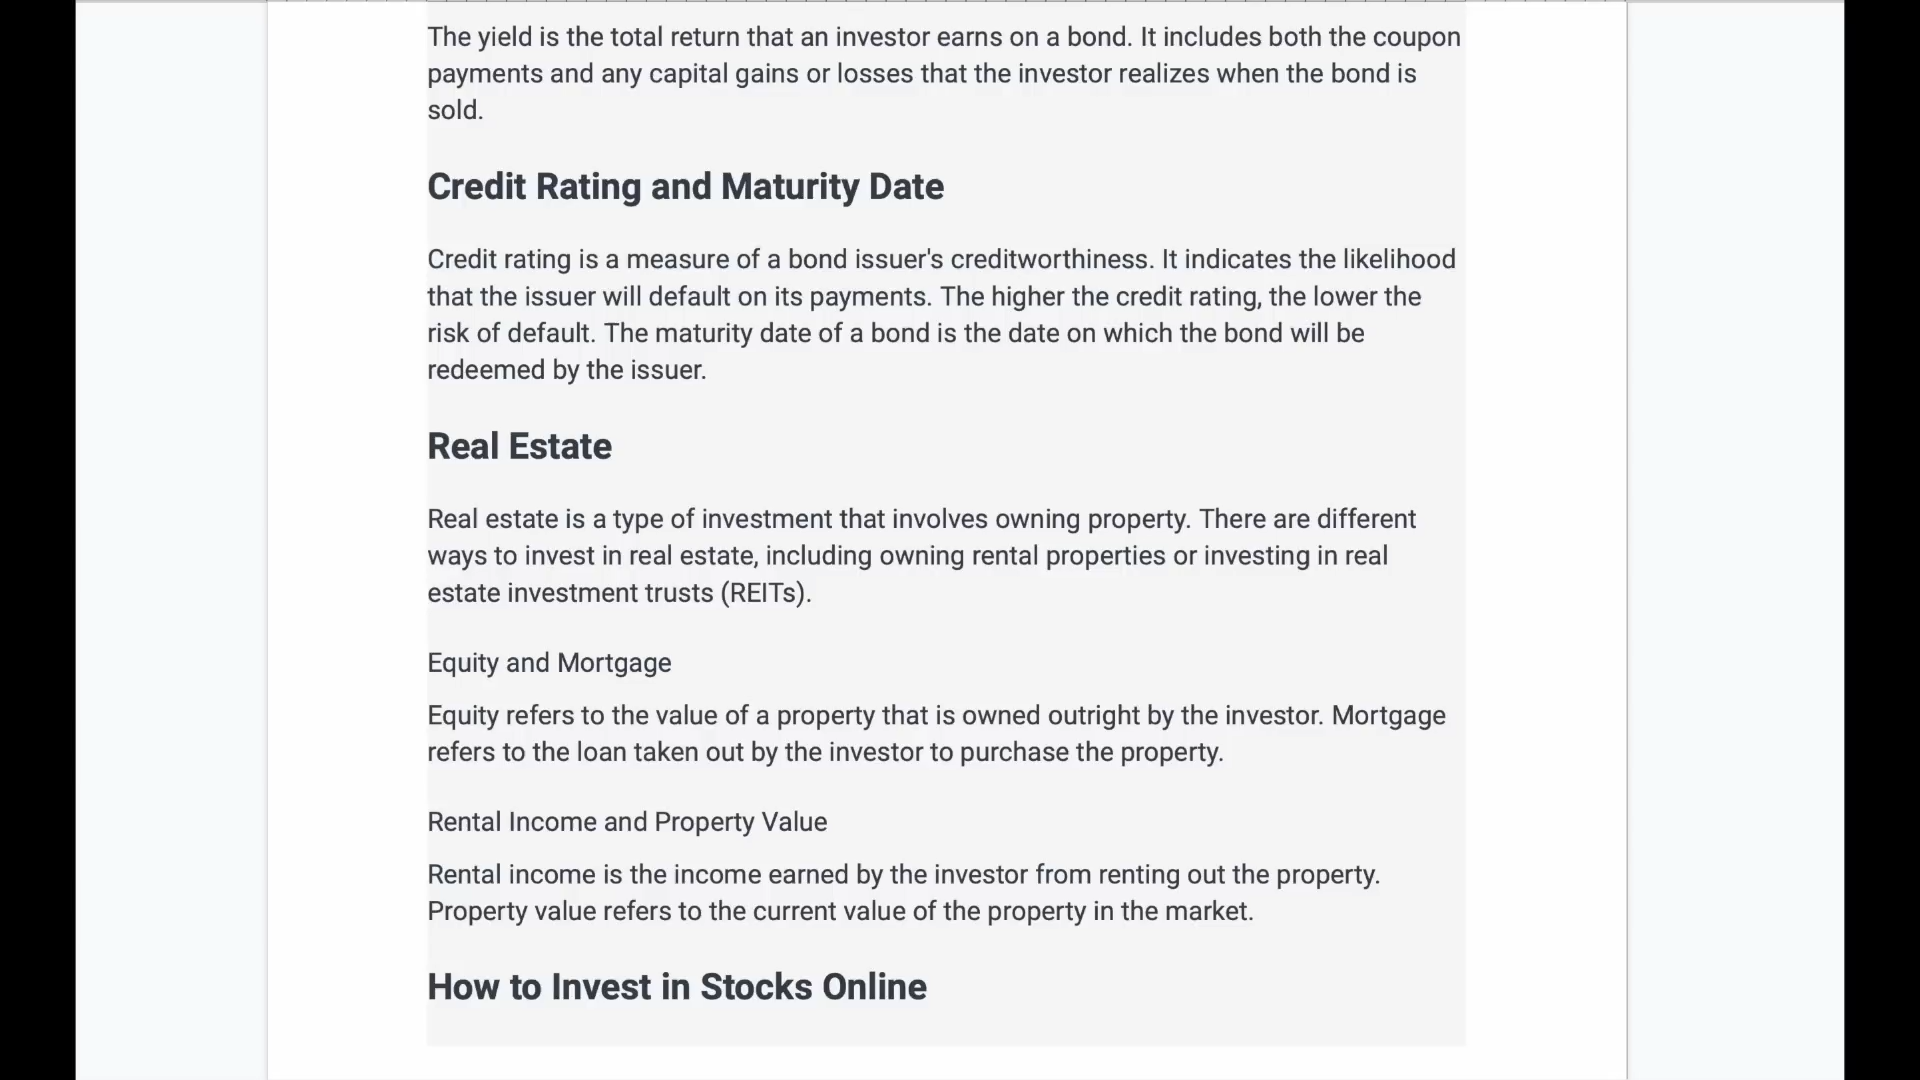 The yield is the total return that an investor earns on a bond. It includes both the coupon
payments and any capital gains or losses that the investor realizes when the bond is
sold.
Credit Rating and Maturity Date
Credit rating is a measure of a bond issuer's creditworthiness. It indicates the likelihood
that the issuer will default on its payments. The higher the credit rating, the lower the
risk of default. The maturity date of a bond is the date on which the bond will be
redeemed by the issuer.
Real Estate
Real estate is a type of investment that involves owning property. There are different
ways to invest in real estate, including owning rental properties or investing in real
estate investment trusts (REITs).
Equity and Mortgage
Equity refers to the value of a property that is owned outright by the investor. Mortgage
refers to the loan taken out by the investor to purchase the property.
Rental Income and Property Value
Rental income is the income earned by the investor from renting out the property.
Property value refers to the current value of the property in the market.
How to Invest in Stocks Online